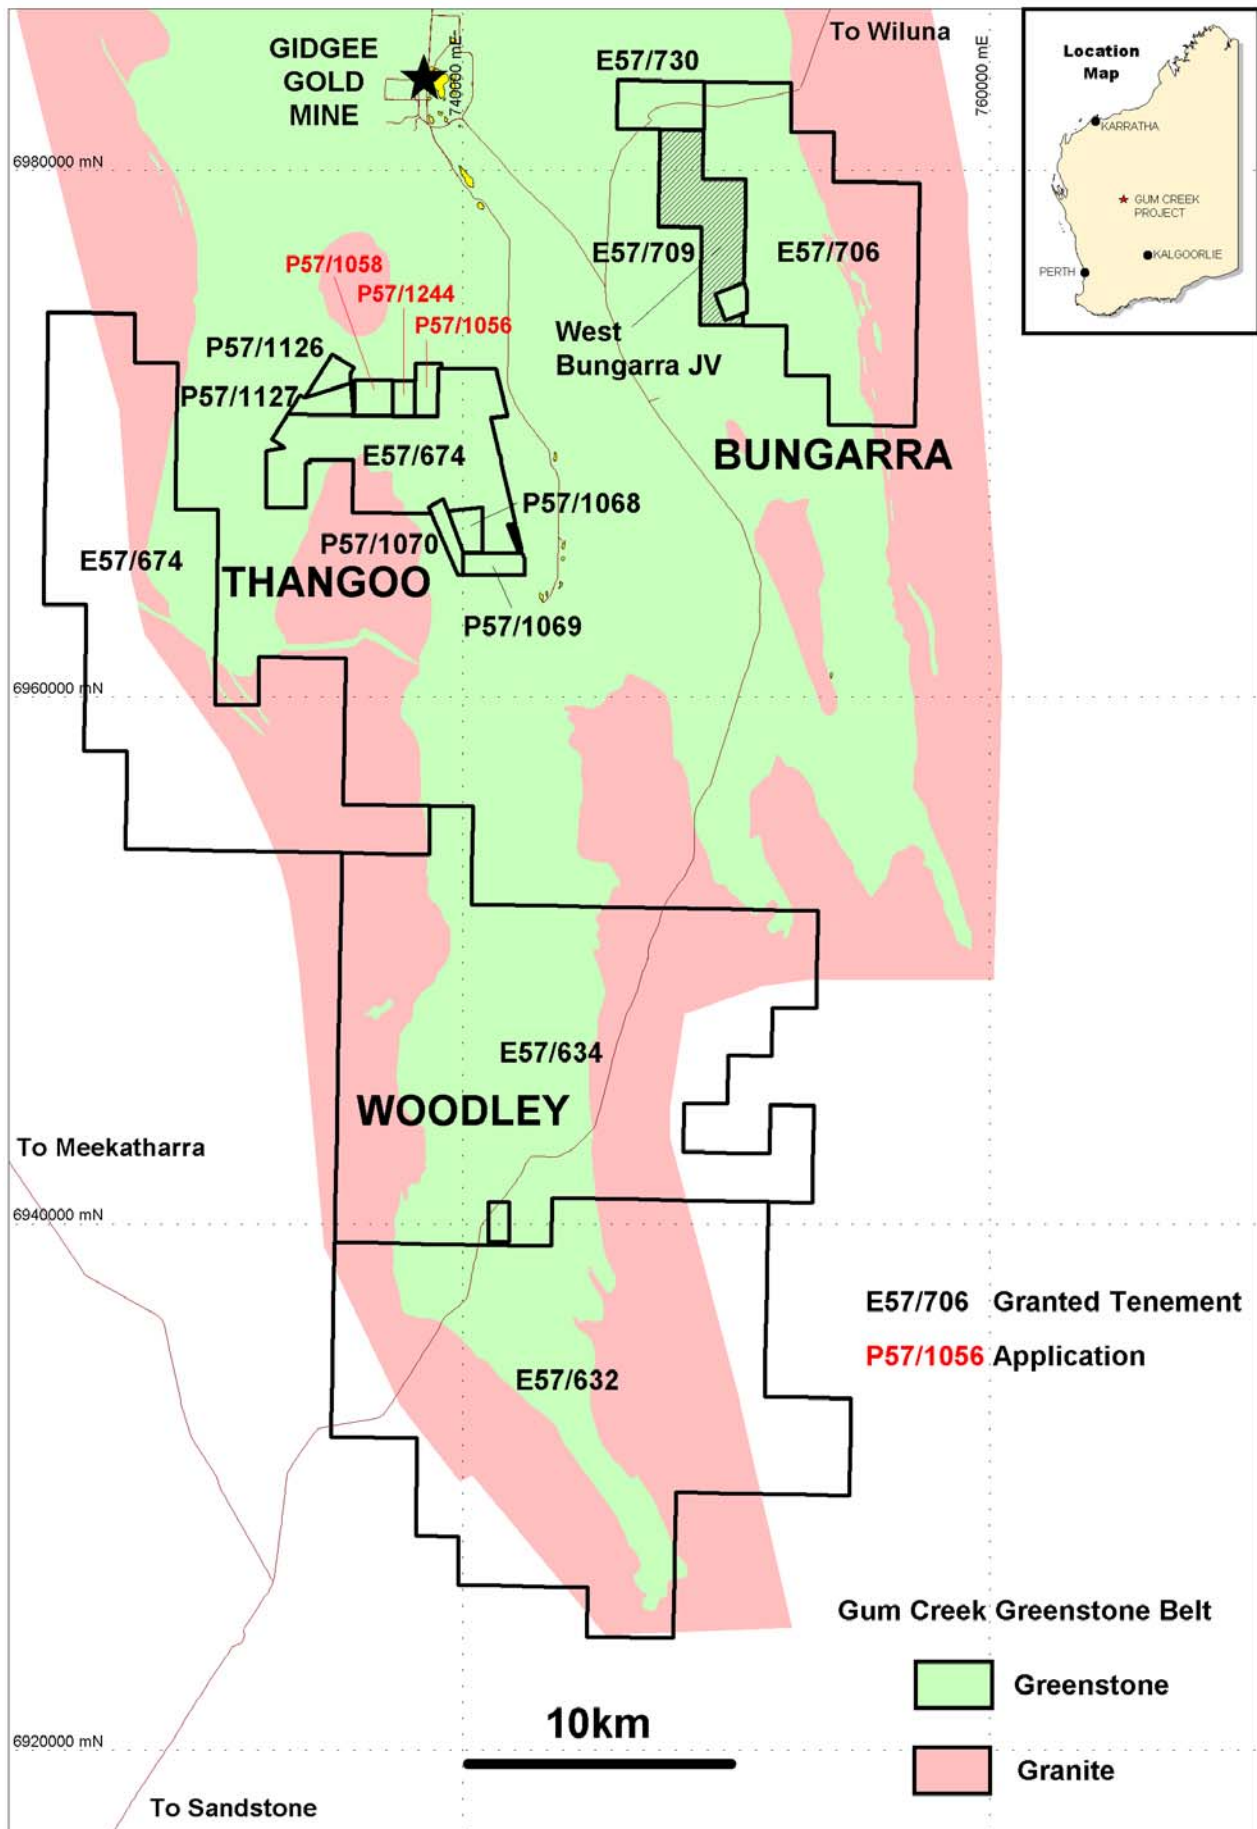 To Wiluna
GIDGEE
GOLD
MINE
740000 mE
E57/730
760000 mE
Location
Map
KARRATHA
GUM CREEK
PROJECT
KALGOORLIE
PERTH
6980000 mN
E57/709
E57/706
P57/1058
P57/1244
P57/1056
West
Bungarra JV
P57/1126
P57/1127
BUNGARRA
E57/674
P57/1068
P57/1070
E57/674
THANGOO
P57/1069
6960000 mN
E57/634
WOODLEY
To Meekatharra
6940000 mN
E57/706 Granted Tenement
P57/1056 Application
E57/632
Gum Creek Greenstone Belt
Greenstone
10km
6920000 mN
Granite
To Sandstone